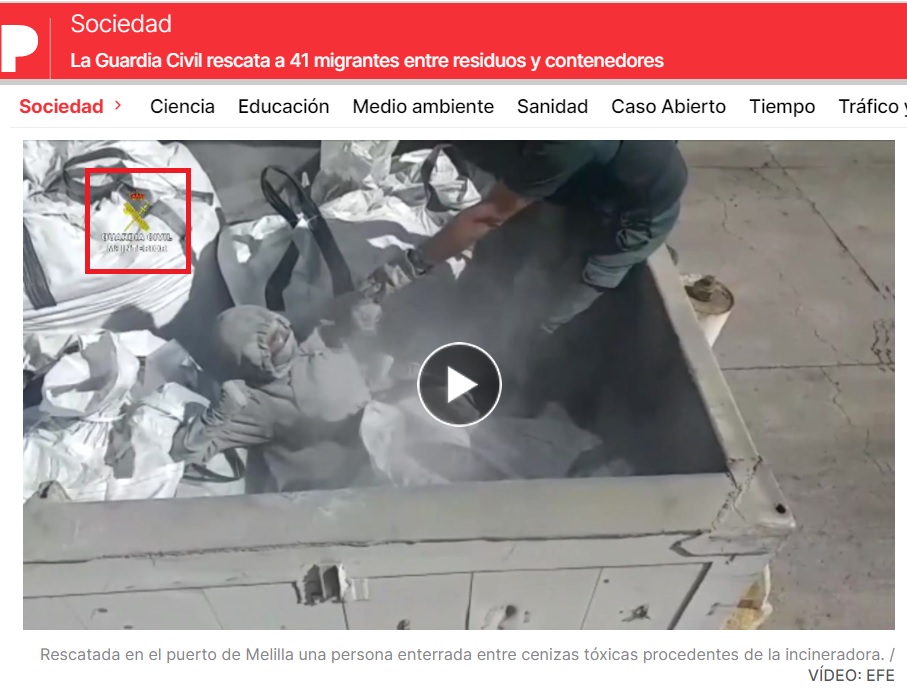 P
Sociedad
La Guardia Civil rescata a 41 migrantes entre residuos y contenedores
Sociedad > Ciencia Educación Medio ambiente Sanidad Caso Abierto Tiempo Tráfico y
GUARDIA CIVIL
M. INTERIOR
Rescatada en el puerto de Melilla una persona enterrada entre cenizas tóxicas procedentes de la incineradora. /
VÍDEO: EFE